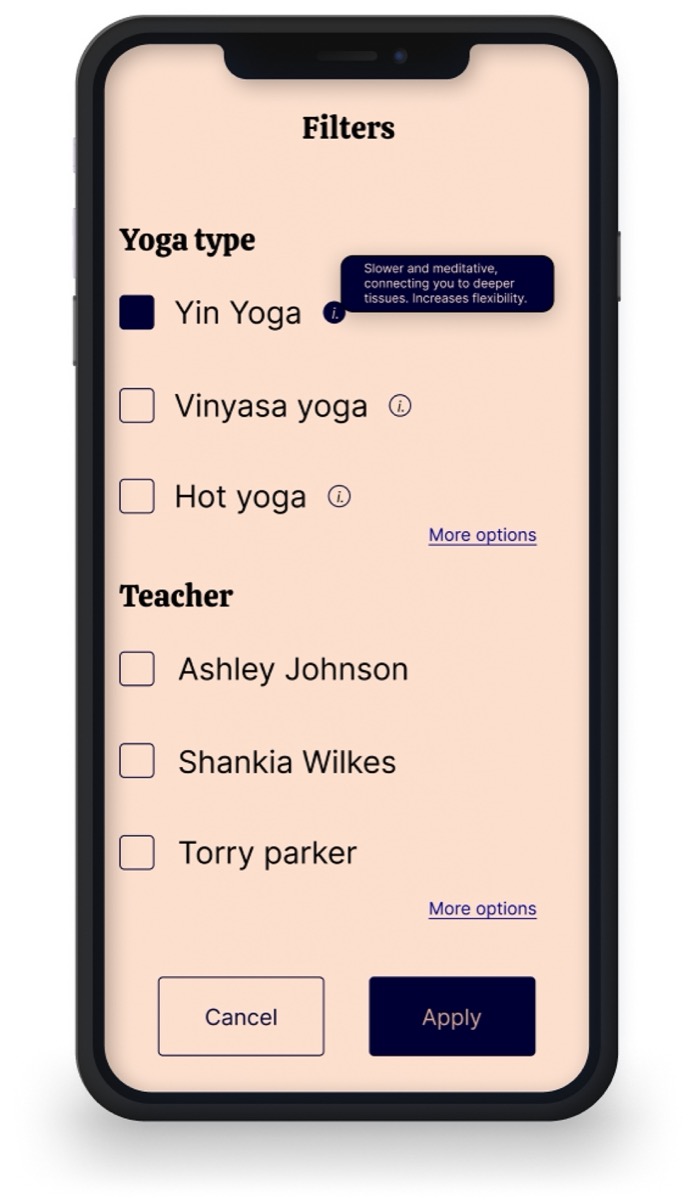 Filters
Yoga type
Slower and meditative,
connecting you to deeper
tissues. Increases flexibility.
Yin Yoga i.
Vinyasa yoga i.
Hot yoga i.
More options
Teacher
Ashley Johnson
Shankia Wilkes
Torry parker
More options
Cancel Apply